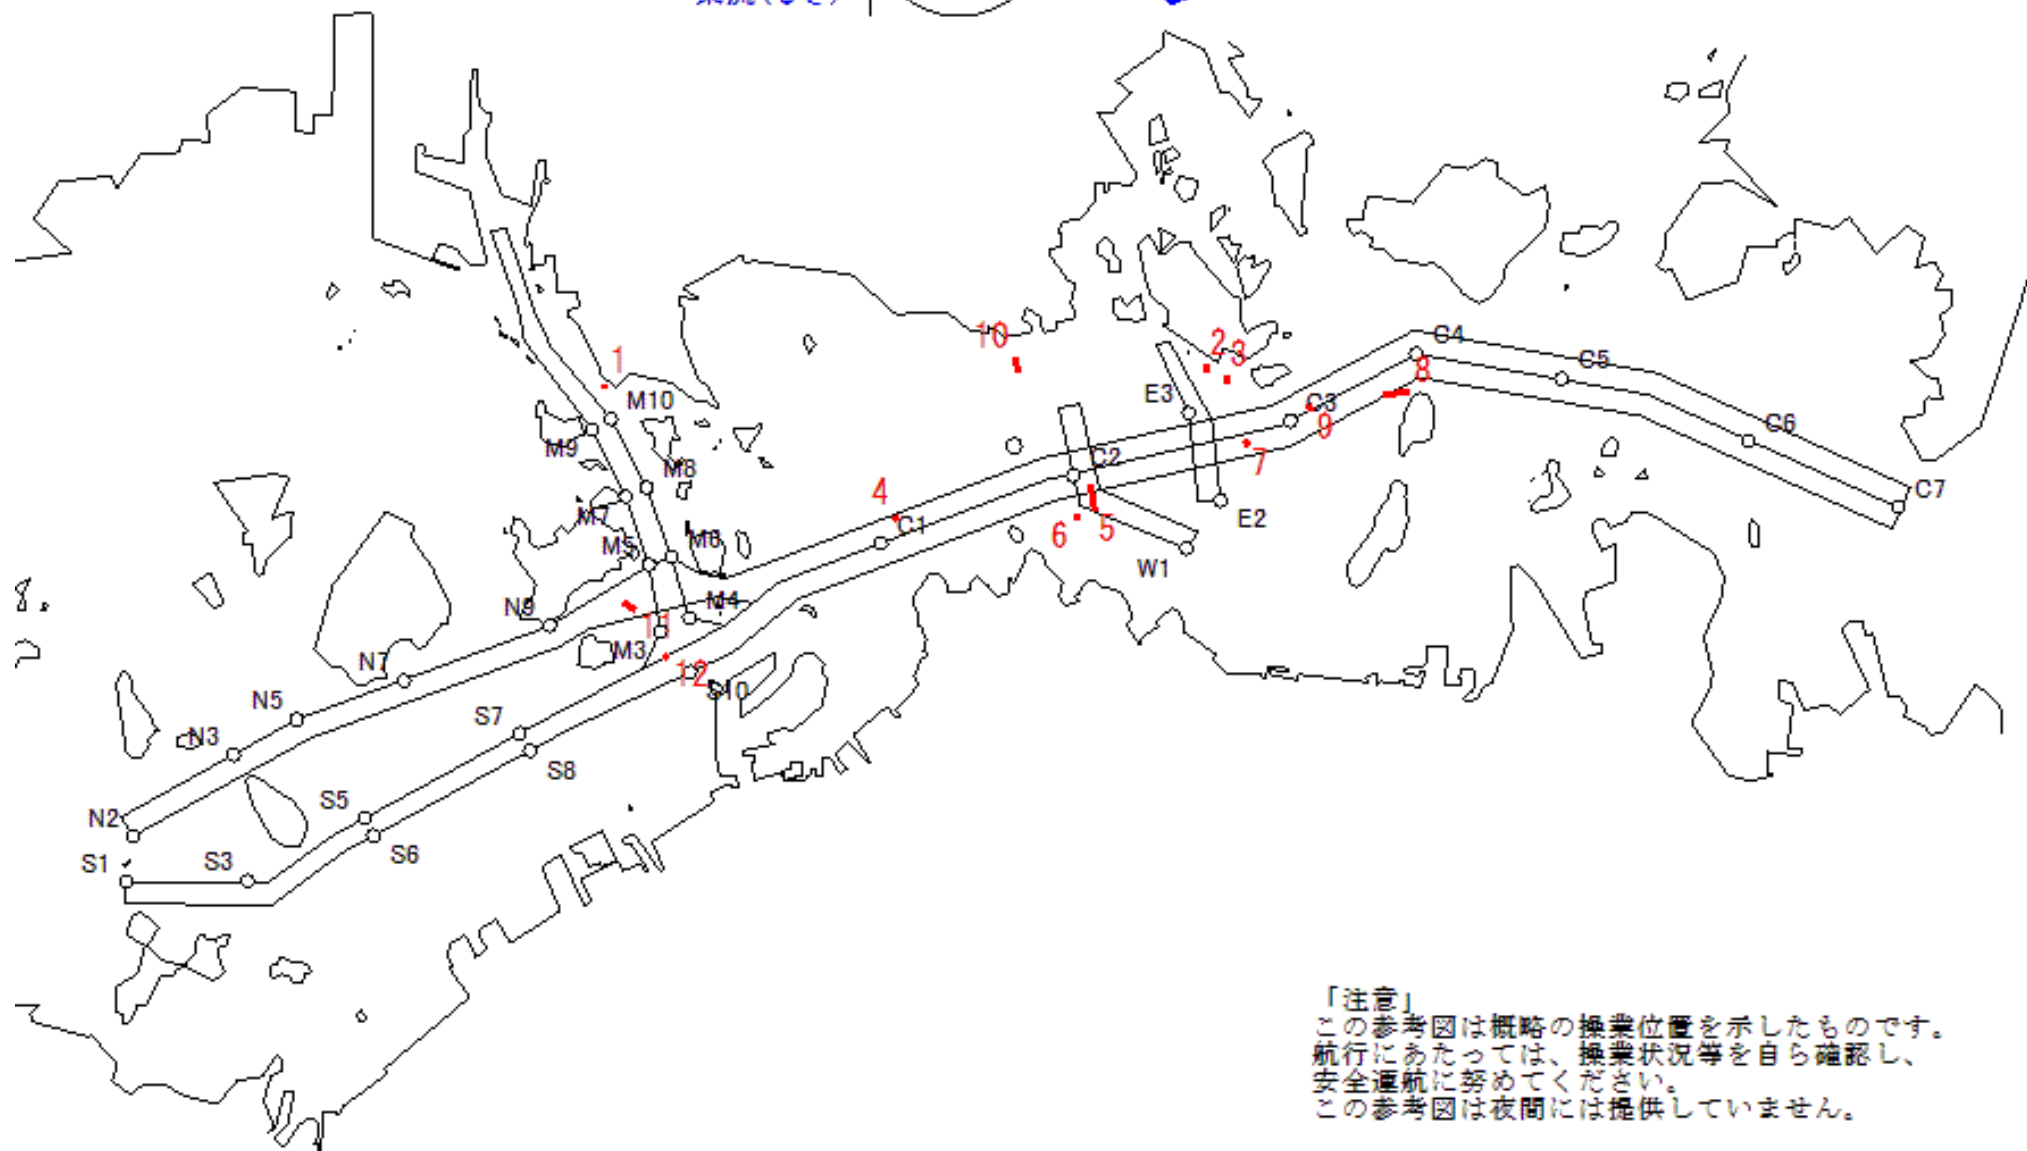 10
2
3
C4
C5
8
1
M10
E3
C3
9
C6
M9
M8
C2
7
C7
4
M7
C1
5
6
E2
M5
M6
W1
N9
M4
11
M3
N7
12
S10
N5
S7
N3
S8
S5
N2
S6
S1
S3
「注意」
この参考図は概略の操業位置を示したものです。
航行にあたっては、操業状況等を自ら確認し、
安全運航に努めてください。
この参考図は夜間には提供していません。